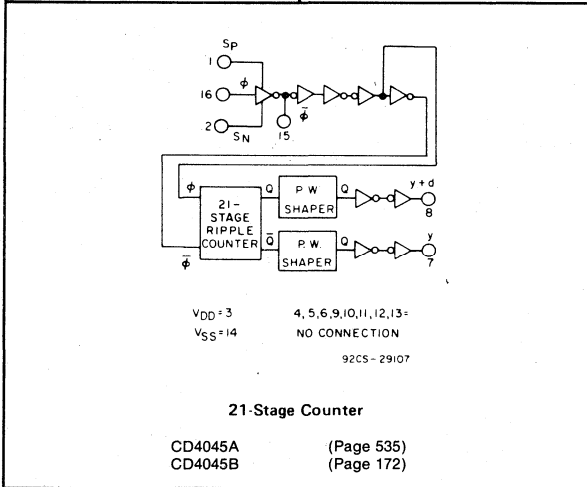 SP
1
16 ϕ
ϕ̅
2 SN
15
ϕ
21-
STAGE
RIPPLE
COUNTER
ϕ̅
Q
P W
SHAPER
Q
y + d
8
Q̅
P. W.
SHAPER
Q
y
7
VDD = 3 4, 5,6,9,10,11,12,13=
VSS = 14 NO CONNECTION
92CS - 29107
21-Stage Counter
CD4045A (Page 535)
CD4045B (Page 172)